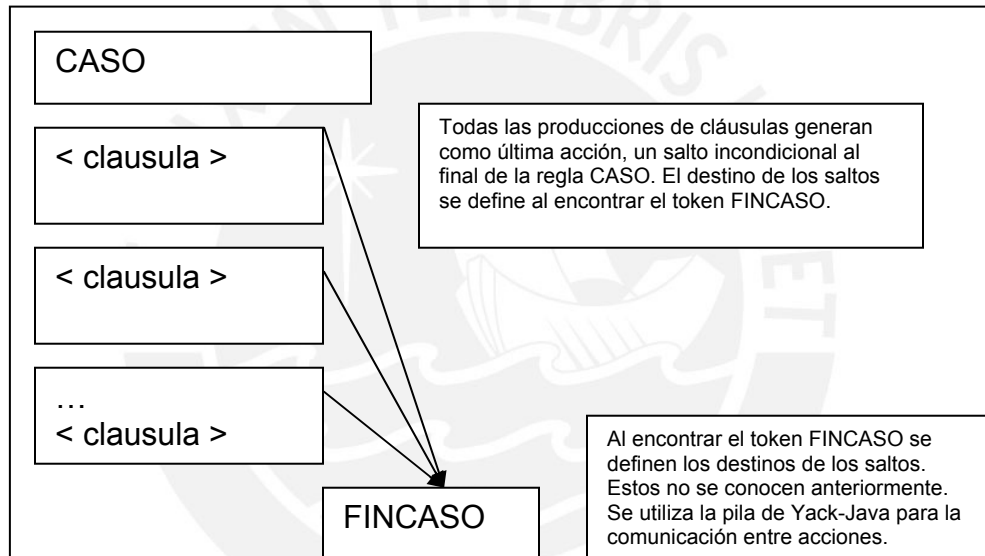 CASO
< clausula >
Todas las producciones de cláusulas generan
como última acción, un salto incondicional al
final de la regla CASO. El destino de los saltos
se define al encontrar el token FINCASO.
< clausula >
…
< clausula >
FINCASO
Al encontrar el token FINCASO se
definen los destinos de los saltos.
Estos no se conocen anteriormente.
Se utiliza la pila de Yack-Java para la
comunicación entre acciones.